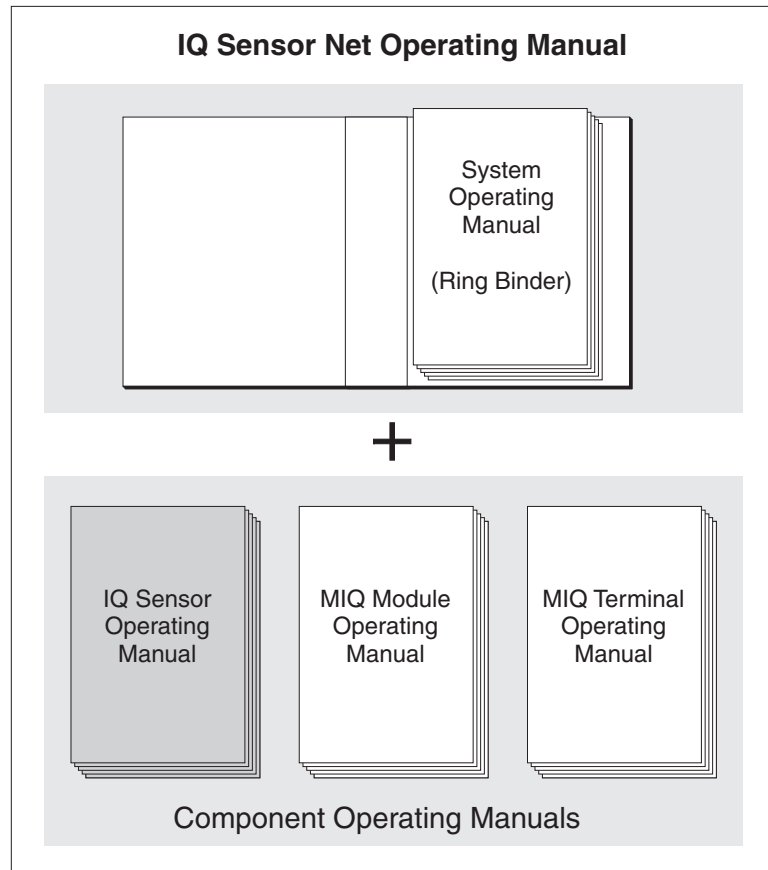 IQ Sensor Net Operating Manual
System
Operating
Manual
(Ring Binder)
+
IQ Sensor
Operating
Manual
MIQ Module
Operating
Manual
MIQ Terminal
Operating
Manual
Component Operating Manuals